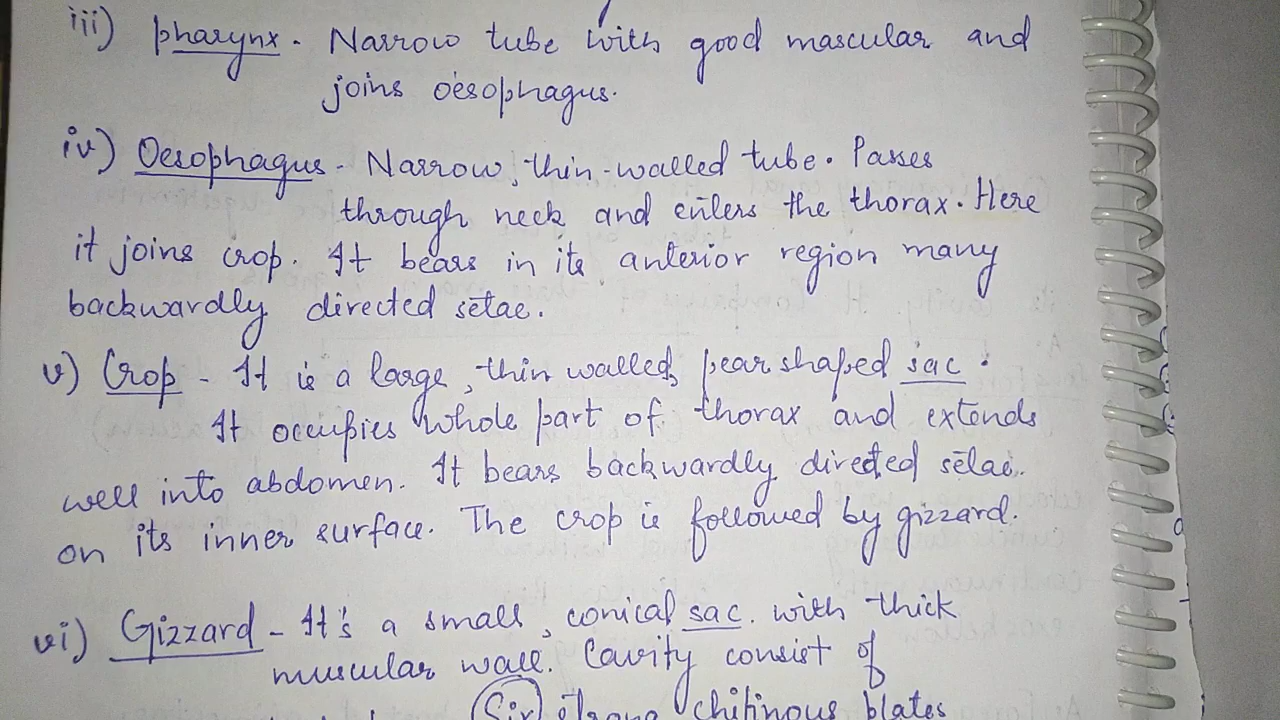 iii) pharynx - Narrow tube with good mascular and
joins oesophagus.
iv) Oesophagus - Narrow, thin-walled tube. Passes
through neck and enters the thorax. Here
it joins crop. It bears in its anterior region many
backwardly directed setae.
v) Crop - It is a large, thin walled, pear shaped sac.
It occupies whole part of thorax and extends
well into abdomen. It bears backwardly directed setae
on its inner surface. The crop is followed by gizzard.
vi) Gizzard - It's a small, conical sac with thick
muscular wall. Cavity consist of
(Six) strong chitinous plates